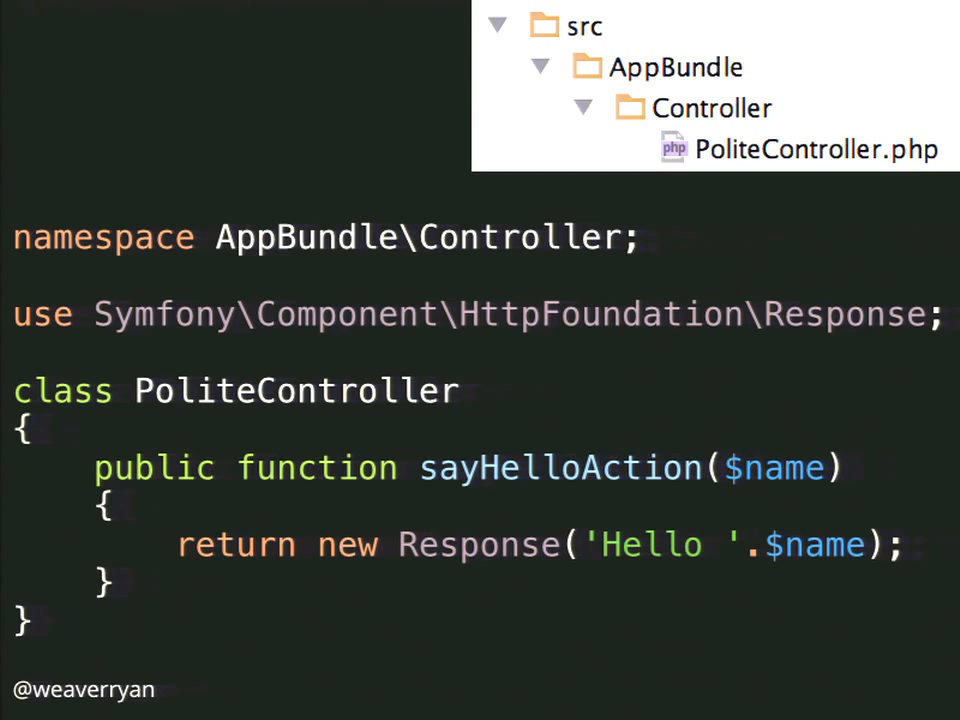 src
AppBundle
Controller
php PoliteController.php
namespace AppBundle\Controller;
use Symfony\Component\HttpFoundation\Response;
class PoliteController
{
    public function sayHelloAction($name)
    {
        return new Response('Hello '.$name);
    }
}
@weaverryan